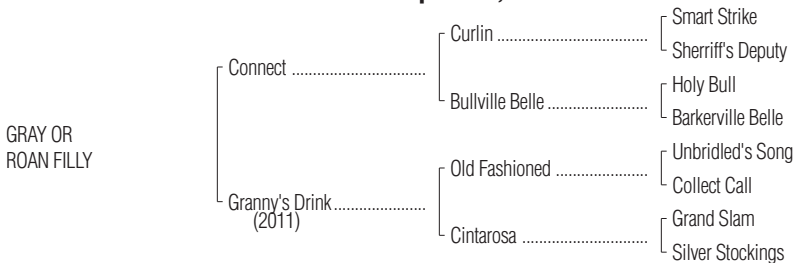 Smart Strike
Curlin
Sherriff's Deputy
Connect
Holy Bull
Bullville Belle
Barkerville Belle
GRAY OR
ROAN FILLY
Unbridled's Song
Old Fashioned
Collect Call
Granny's Drink
(2011)
Grand Slam
Cintarosa
Silver Stockings